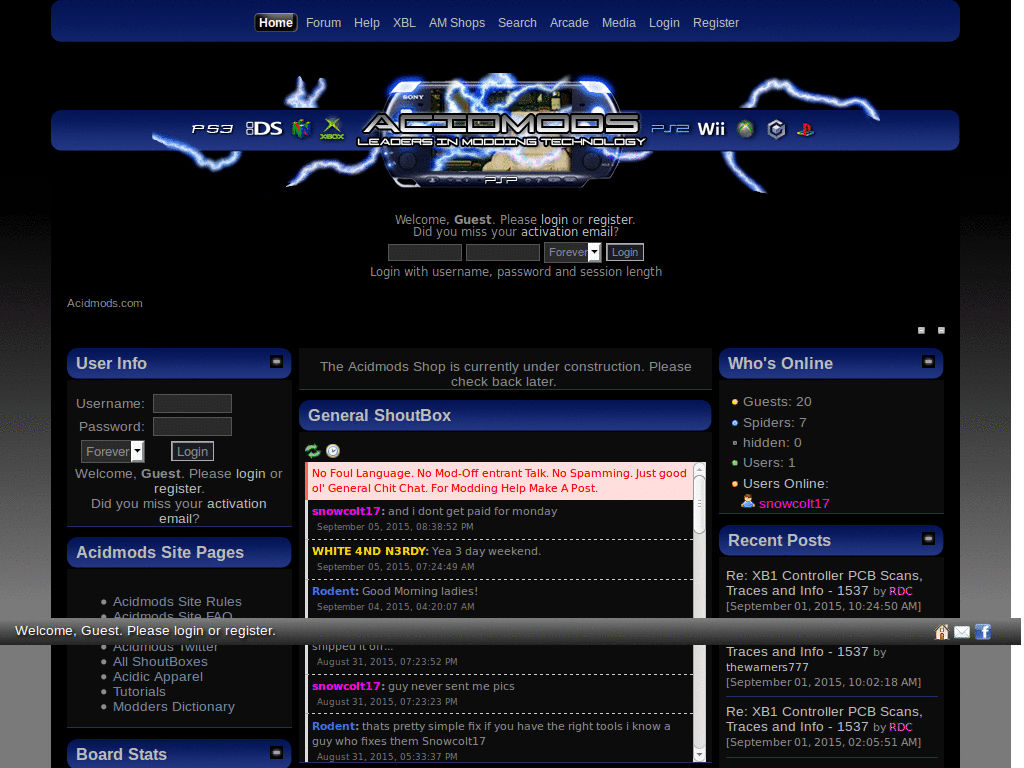 Home Forum Help XBL AM Shops Search Arcade Media Login Register
SONY
PS3 DS XBOX ACIDMODS PS2 Wii
LEADERS IN MODDING TECHNOLOGY
PSP
Welcome, Guest. Please login or register.
Did you miss your activation email?
Forever Login
Login with username, password and session length
Acidmods.com
User Info
Username:
Password:
Forever Login
Welcome, Guest. Please login or
register.
Did you miss your activation
email?
Acidmods Site Pages
Acidmods Site Rules
Acidmods Site FAQ
Acidmods Twitter
All ShoutBoxes
Acidic Apparel
Tutorials
Modders Dictionary
Board Stats
The Acidmods Shop is currently under construction. Please
check back later.
General ShoutBox
No Foul Language. No Mod-Off entrant Talk. No Spamming. Just good
ol' General Chit Chat. For Modding Help Make A Post.
snowcolt17: and i dont get paid for monday
September 05, 2015, 08:38:52 PM
WHITE 4ND N3RDY: Yea 3 day weekend.
September 05, 2015, 07:24:49 AM
Rodent: Good Morning ladies!
September 04, 2015, 04:20:07 AM
shipped it off...
August 31, 2015, 07:23:52 PM
snowcolt17: guy never sent me pics
August 31, 2015, 07:23:23 PM
Rodent: thats pretty simple fix if you have the right tools i know a
guy who fixes them Snowcolt17
August 31, 2015, 05:33:37 PM
Who's Online
Guests: 20
Spiders: 7
hidden: 0
Users: 1
Users Online:
snowcolt17
Recent Posts
Re: XB1 Controller PCB Scans,
Traces and Info - 1537 by RDC
[September 01, 2015, 10:24:50 AM]
Traces and Info - 1537 by
thewarners777
[September 01, 2015, 10:02:18 AM]
Re: XB1 Controller PCB Scans,
Traces and Info - 1537 by RDC
[September 01, 2015, 02:05:51 AM]
Welcome, Guest. Please login or register.